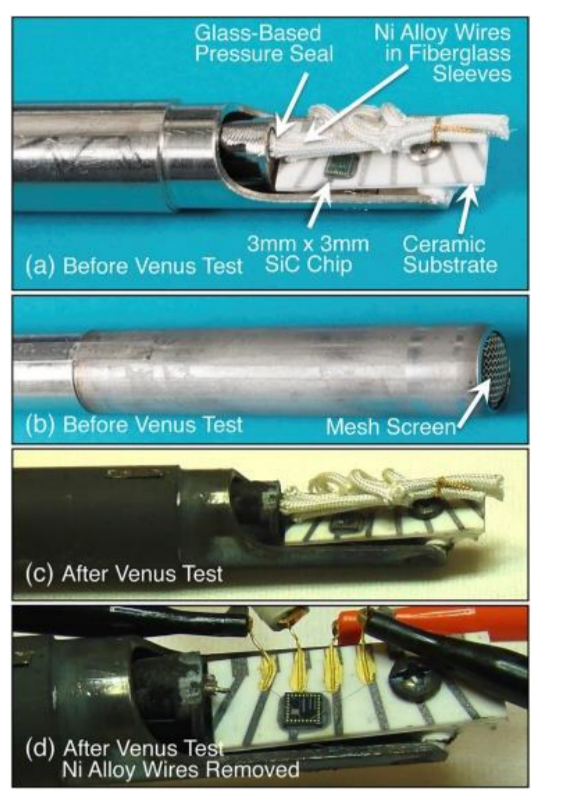 Glass-Based
Pressure Seal
Ni Alloy Wires
in Fiberglass
Sleeves
3mm x 3mm
SiC Chip
Ceramic
Substrate
(a) Before Venus Test
(b) Before Venus Test
Mesh Screen
(c) After Venus Test
(d) After Venus Test
Ni Alloy Wires Removed